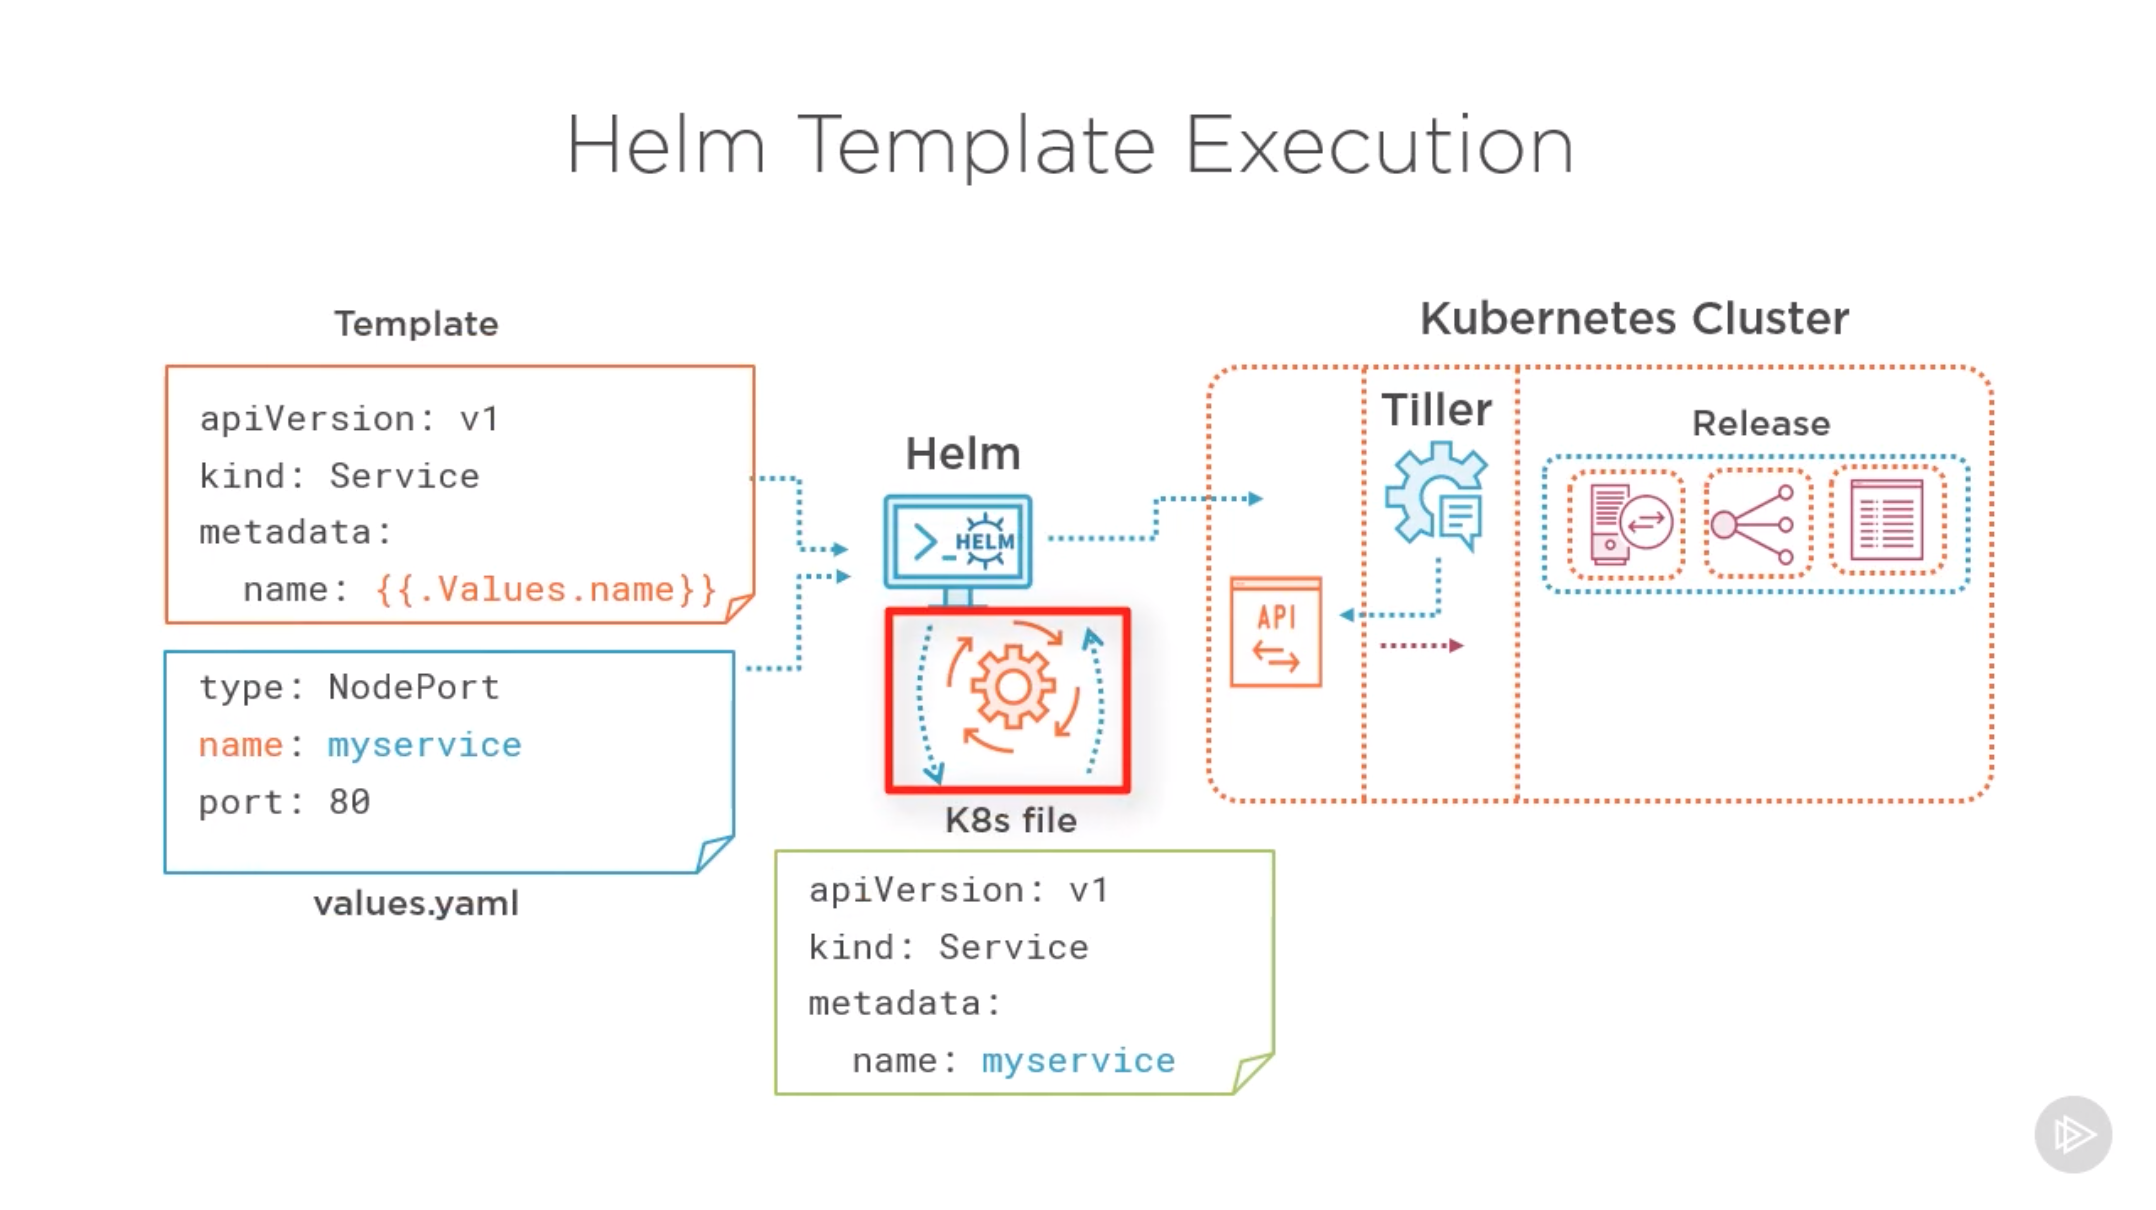 Helm Template Execution
Template
apiVersion: v1
kind: Service
metadata:
  name: {{.Values.name}}
type: NodePort
name: myservice
port: 80
values.yaml
Helm
>_ HELM
K8s file
apiVersion: v1
kind: Service
metadata:
  name: myservice
Kubernetes Cluster
API
Tiller
Release